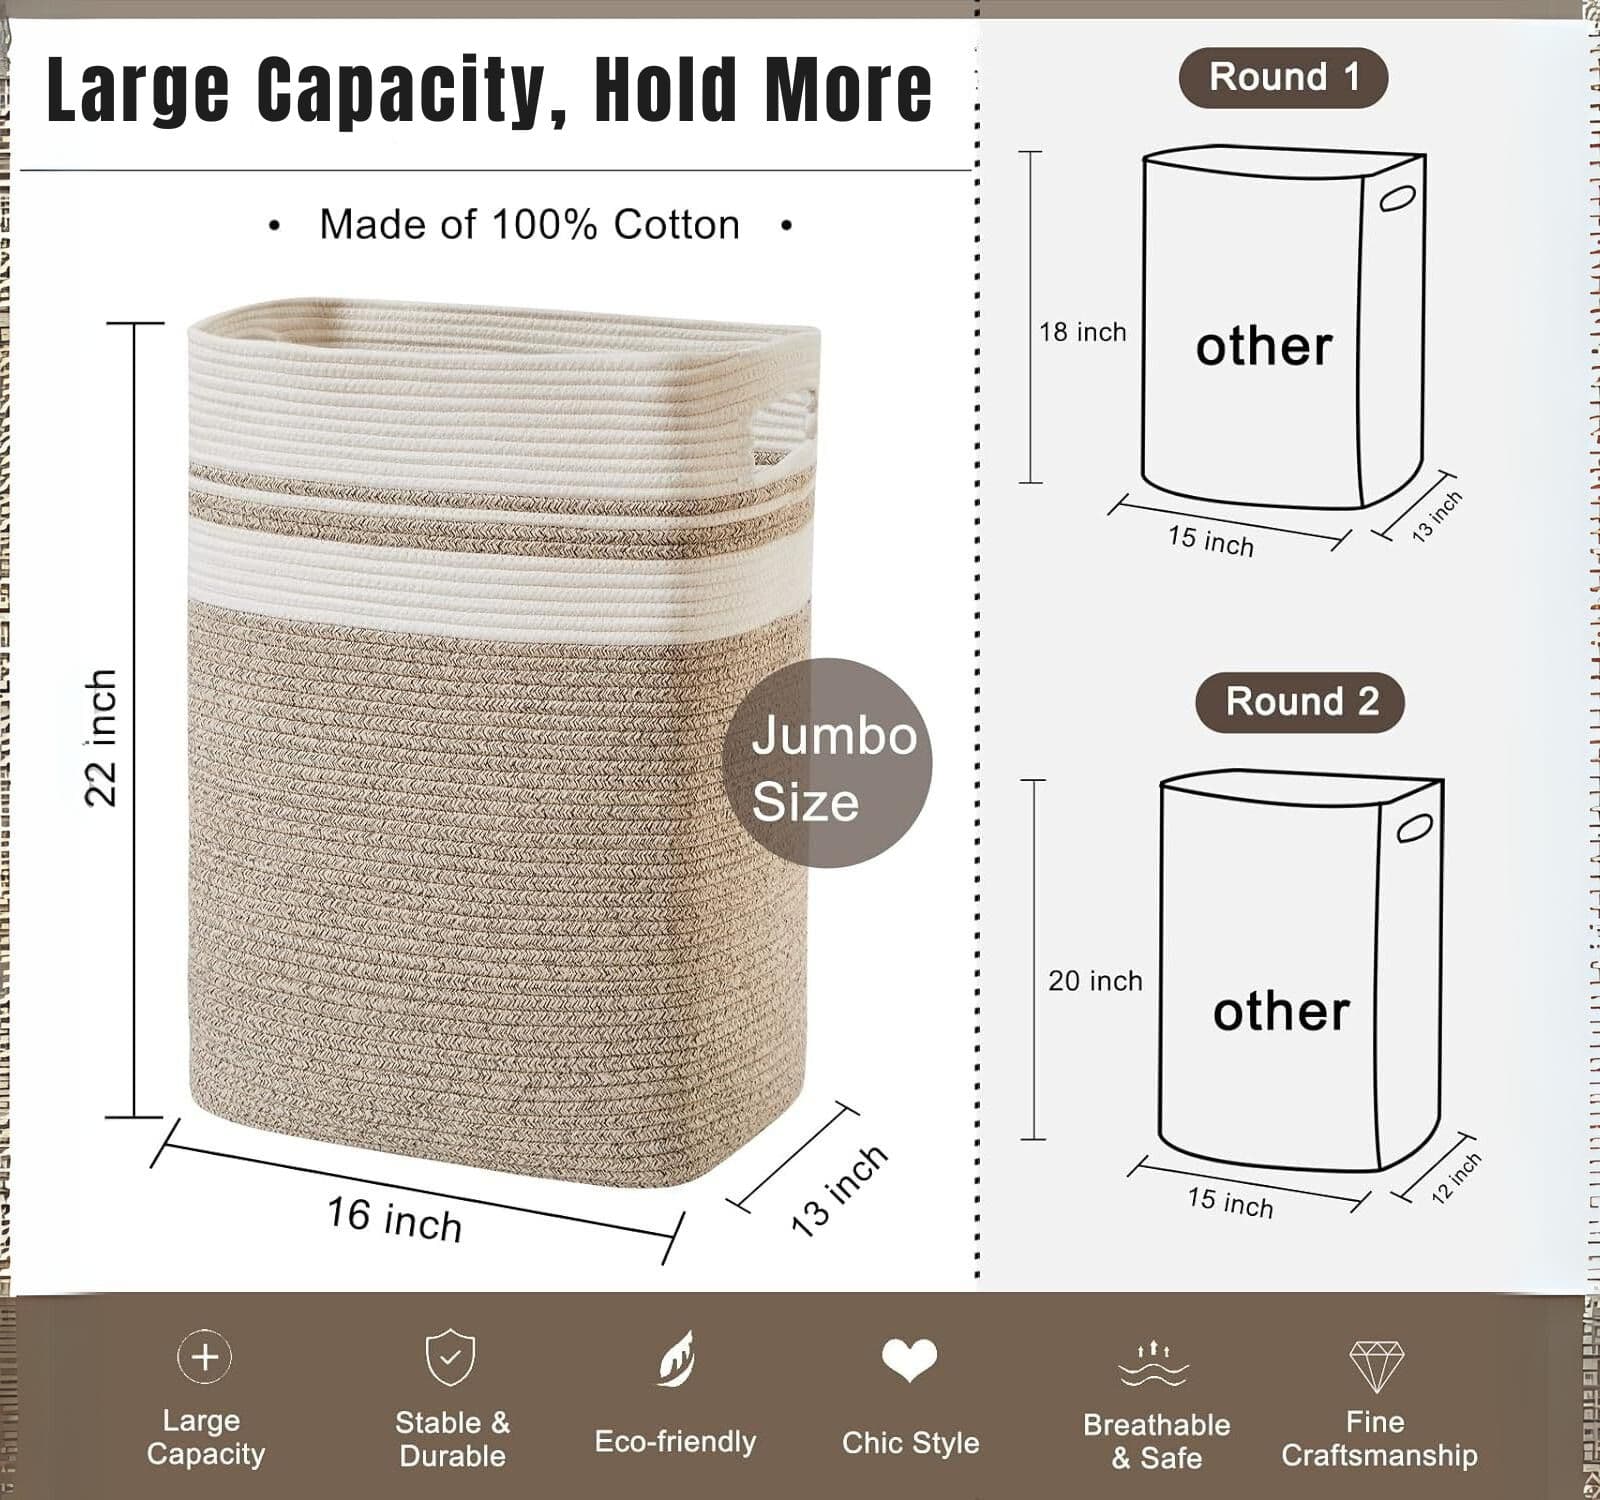 Large Capacity, Hold More
• Made of 100% Cotton •
22 inch
Jumbo
Size
16 inch
13 inch
Round 1
18 inch
other
15 inch
13 inch
Round 2
20 inch
other
15 inch
12 inch
Large
Capacity
Stable &
Durable
Eco-friendly
Chic Style
Breathable
& Safe
Fine
Craftsmanship